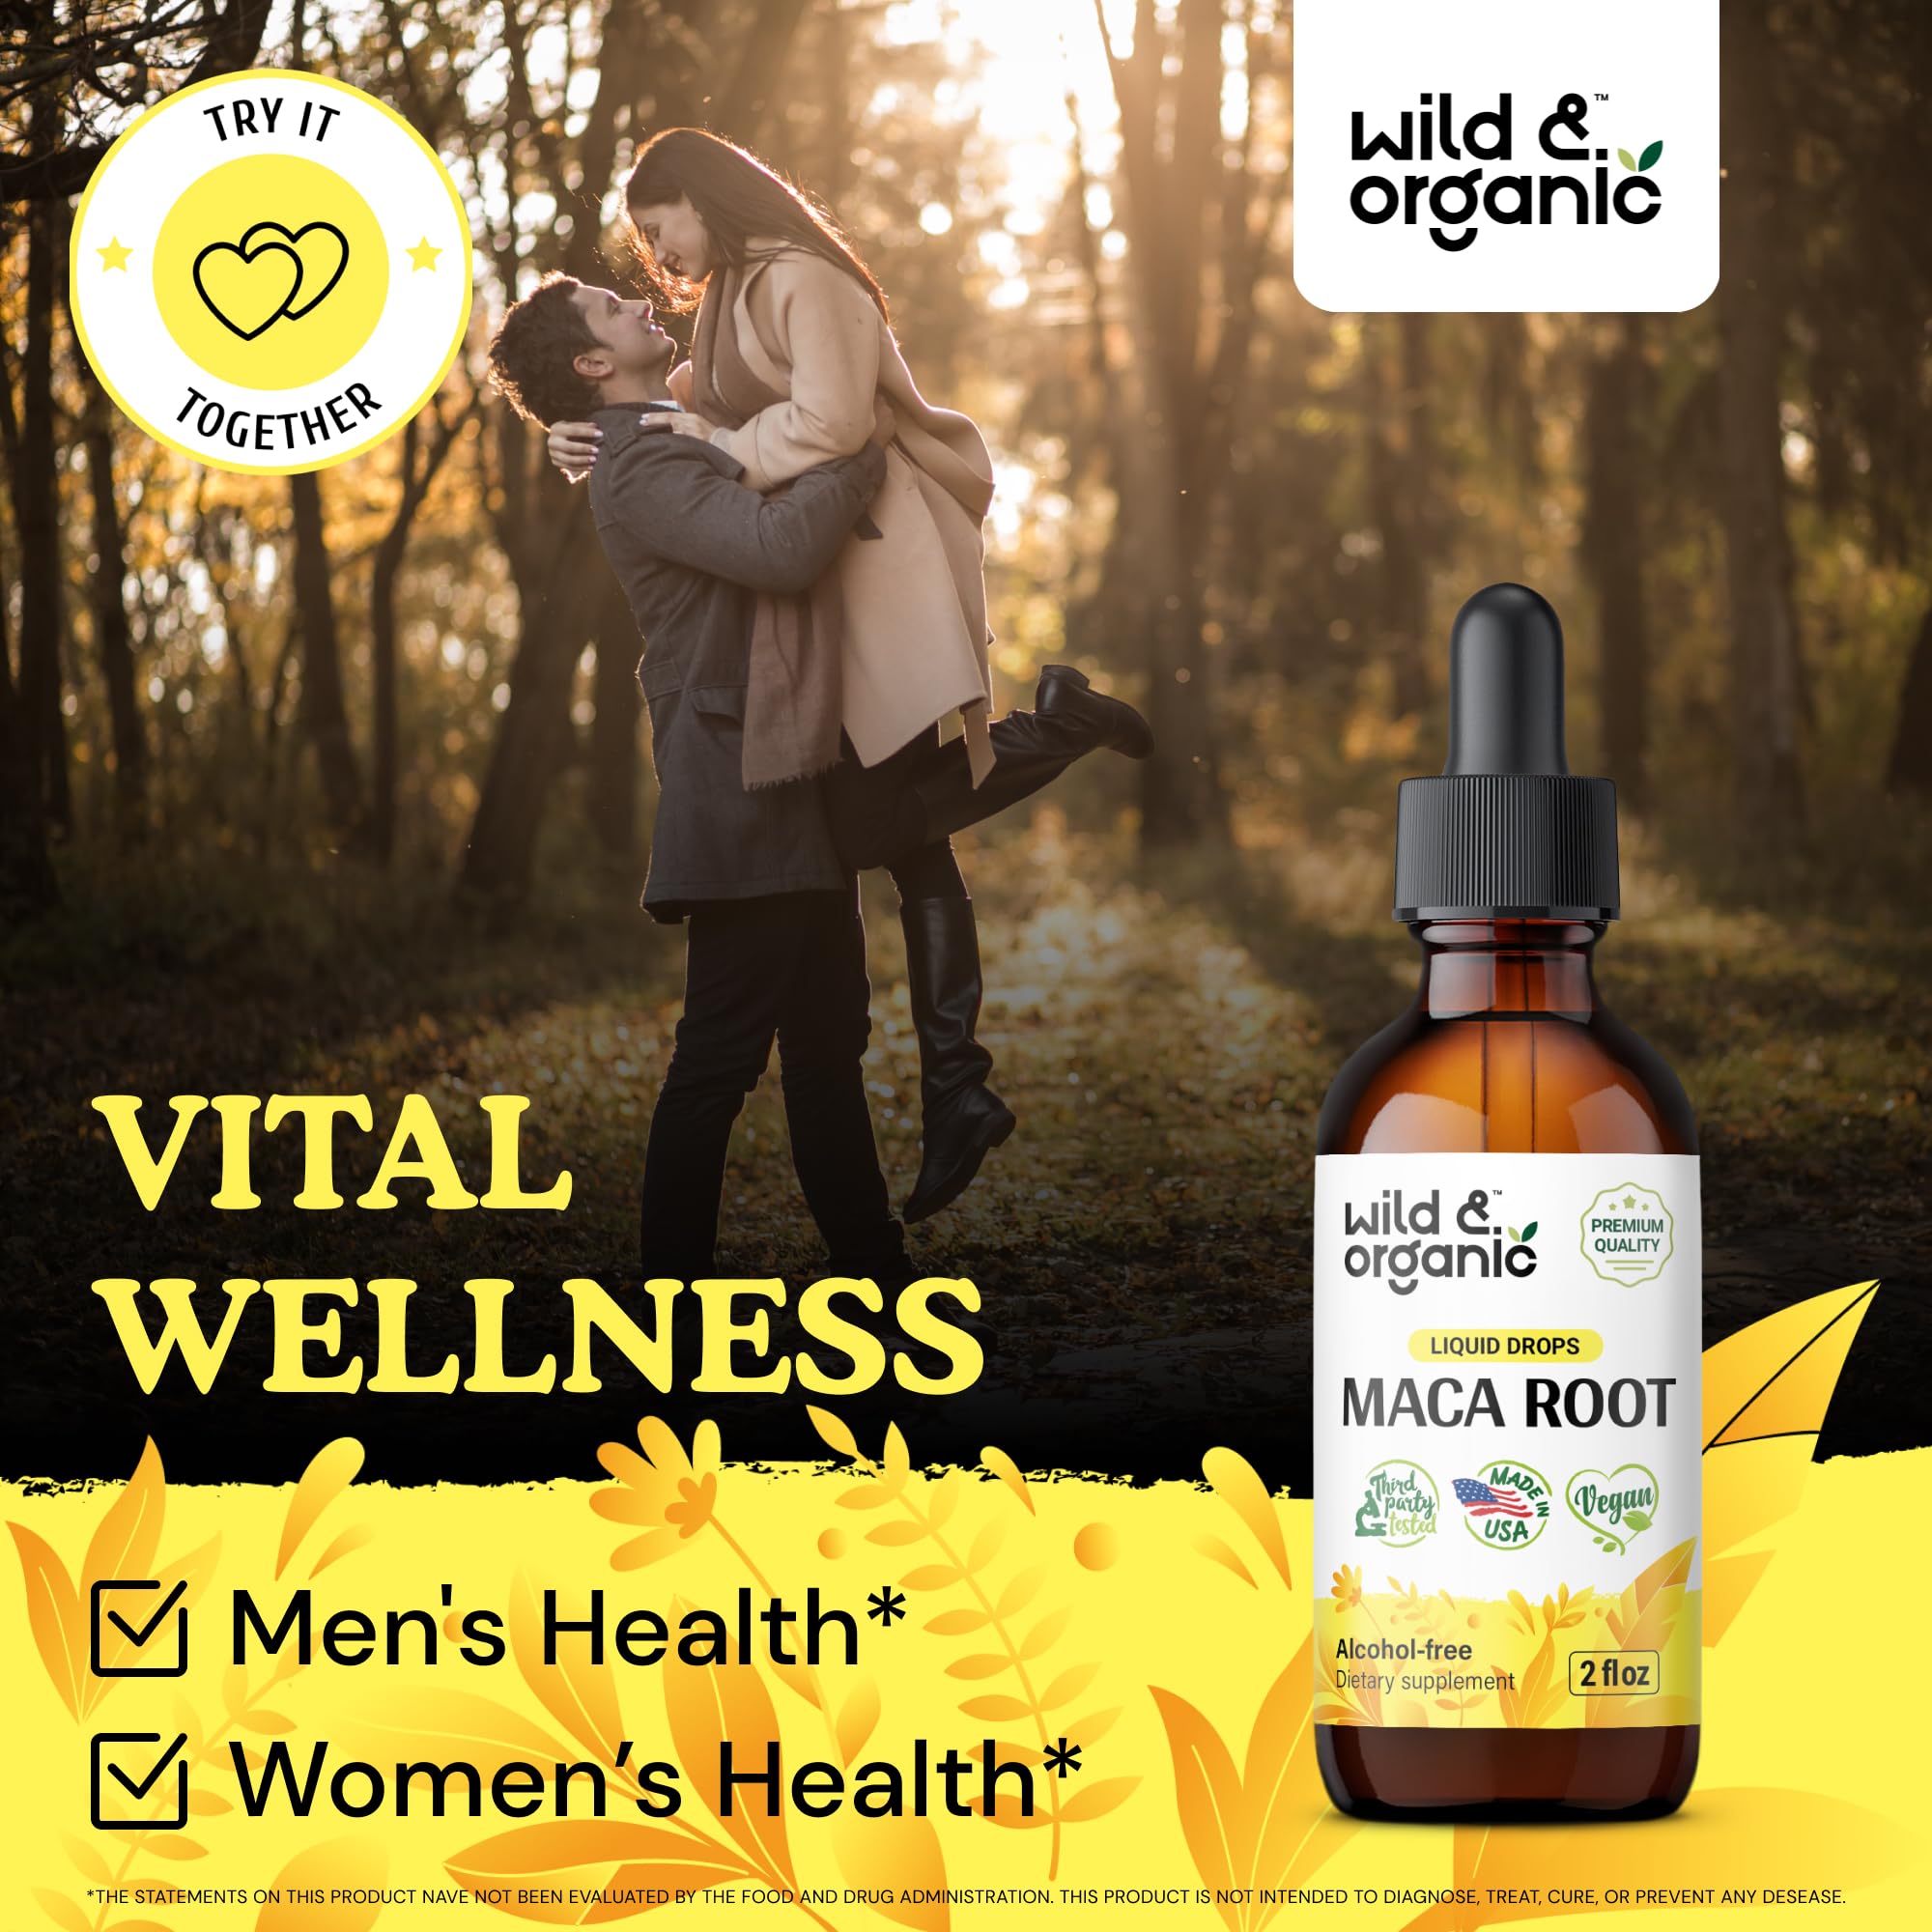 TRY IT
TOGETHER
wild &™
organic
VITAL
WELLNESS
Men's Health*
Women’s Health*
wild &™
organic
PREMIUM
QUALITY
LIQUID DROPS
MACA ROOT
Third
party
tested
MADE IN
USA
Vegan
Alcohol-free
Dietary supplement
2 fl oz
*THE STATEMENTS ON THIS PRODUCT NAVE NOT BEEN EVALUATED BY THE FOOD AND DRUG ADMINISTRATION. THIS PRODUCT IS NOT INTENDED TO DIAGNOSE, TREAT, CURE, OR PREVENT ANY DESEASE.